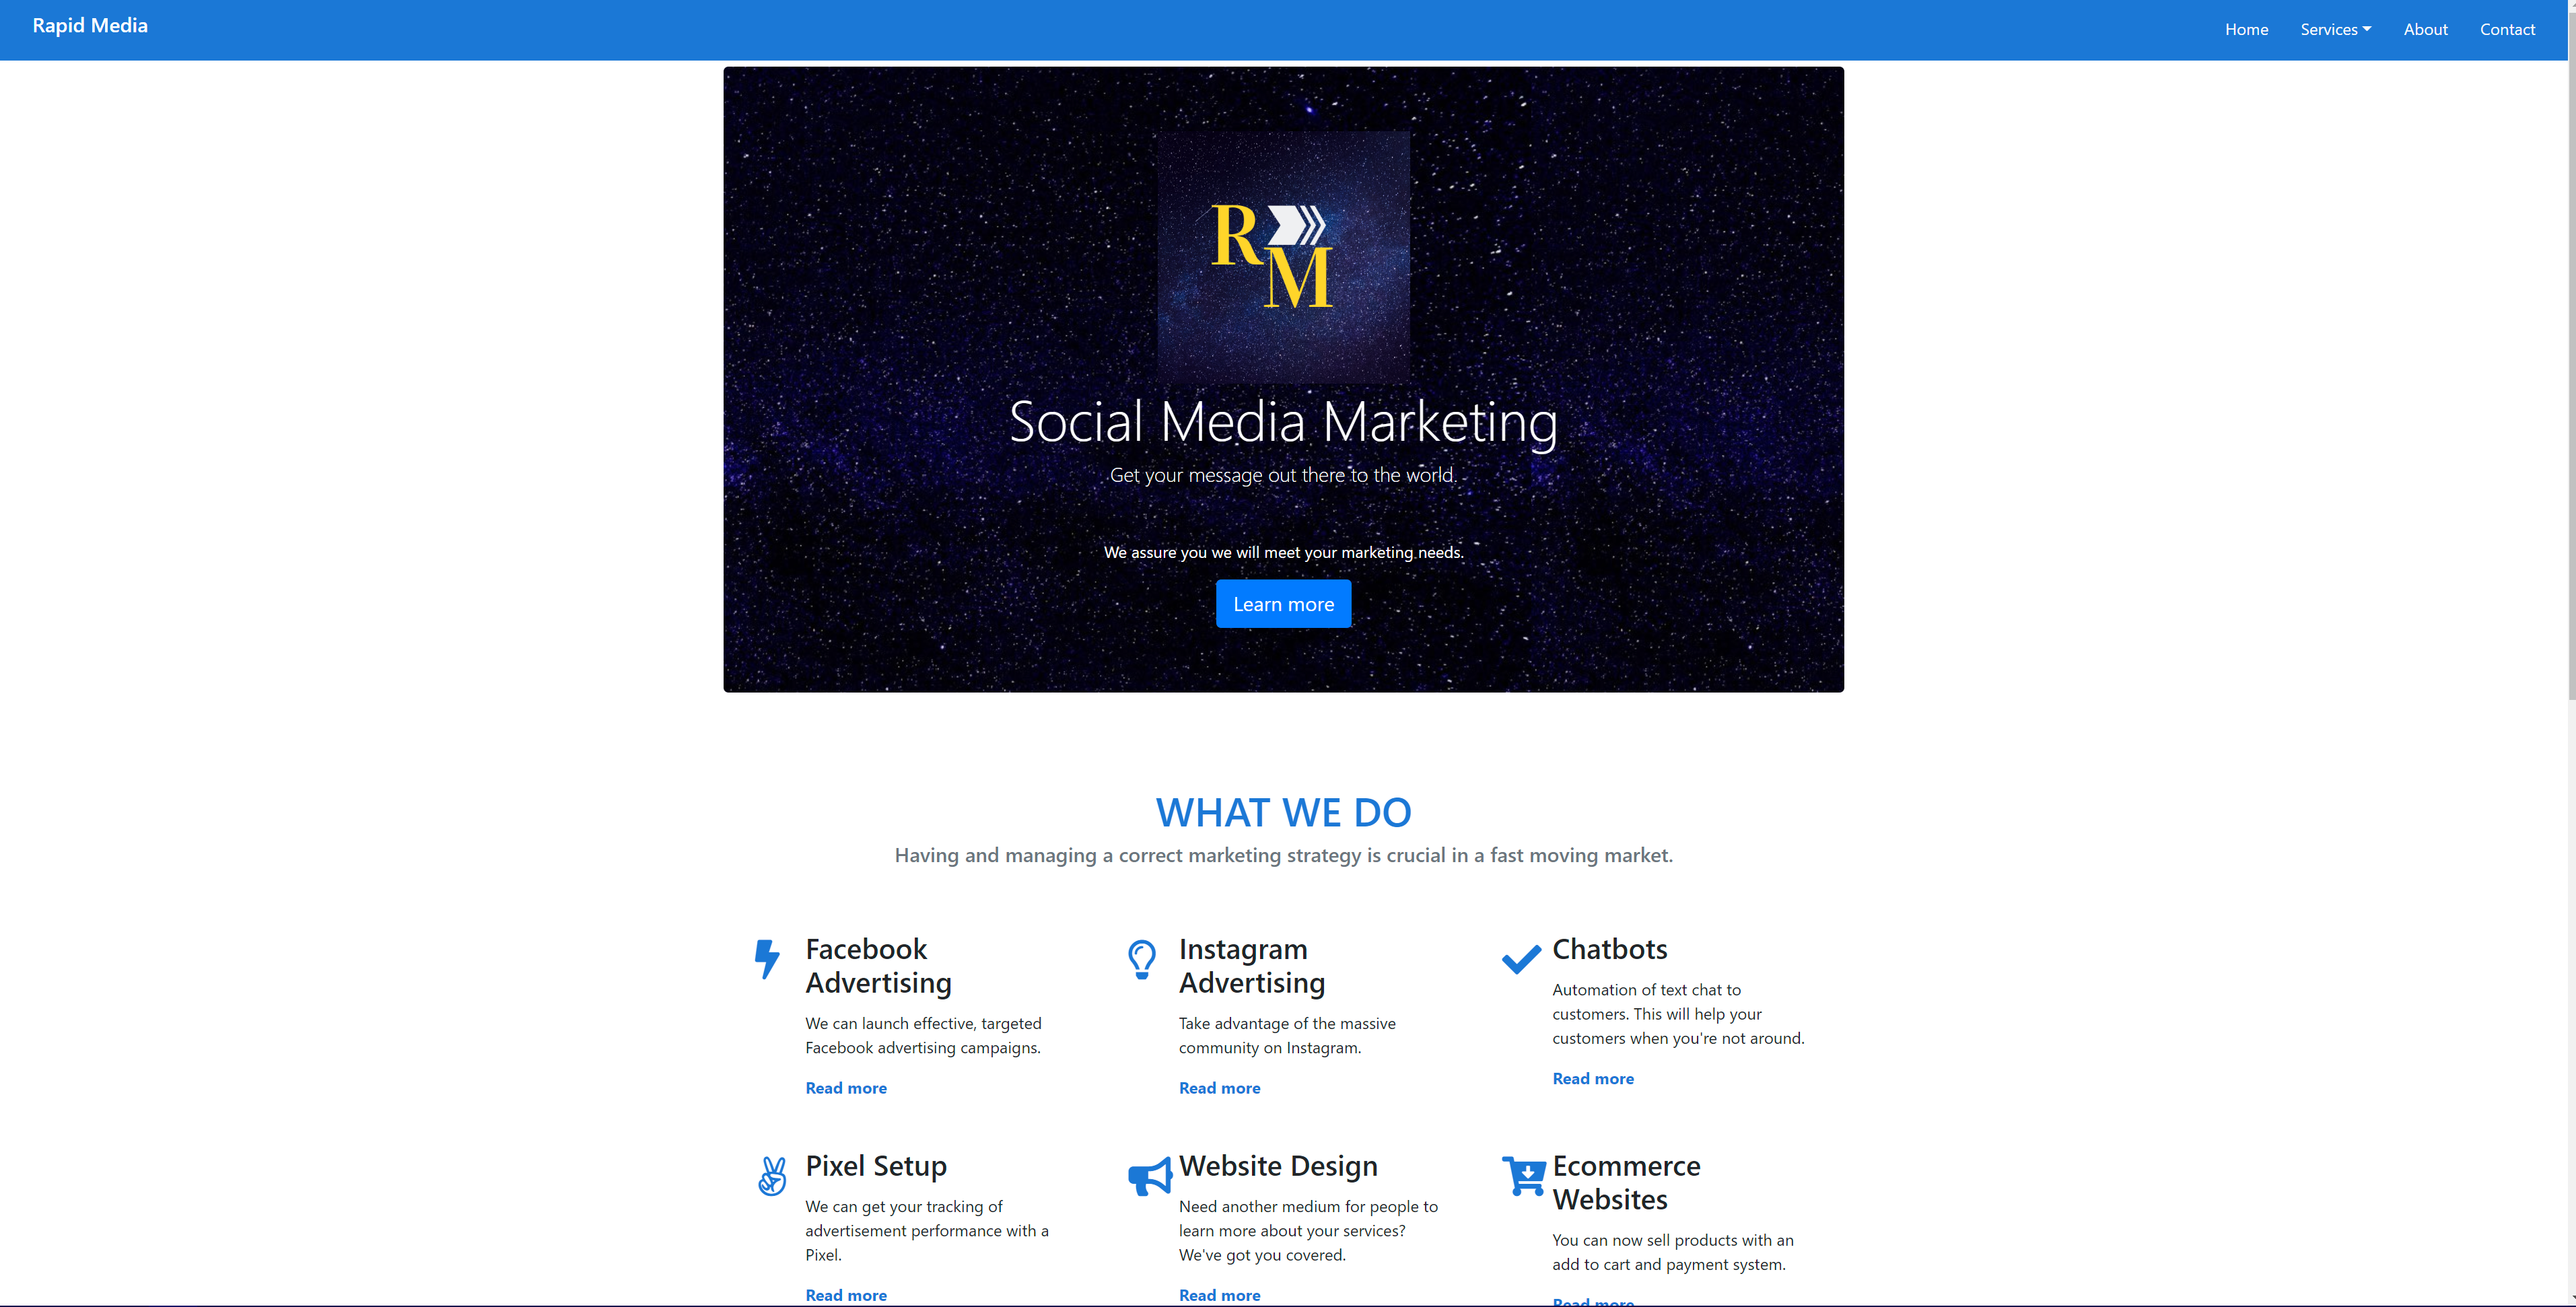 Rapid Media
Home Services About Contact
R
M
Social Media Marketing
Get your message out there to the world.
We assure you we will meet your marketing needs.
Learn more
WHAT WE DO
Having and managing a correct marketing strategy is crucial in a fast moving market.
Facebook
Advertising
We can launch effective, targeted
Facebook advertising campaigns.
Read more
Instagram
Advertising
Take advantage of the massive
community on Instagram.
Read more
Chatbots
Automation of text chat to
customers. This will help your
customers when you're not around.
Read more
Pixel Setup
We can get your tracking of
advertisement performance with a
Pixel.
Read more
Website Design
Need another medium for people to
learn more about your services?
We've got you covered.
Read more
Ecommerce
Websites
You can now sell products with an
add to cart and payment system.
Read more